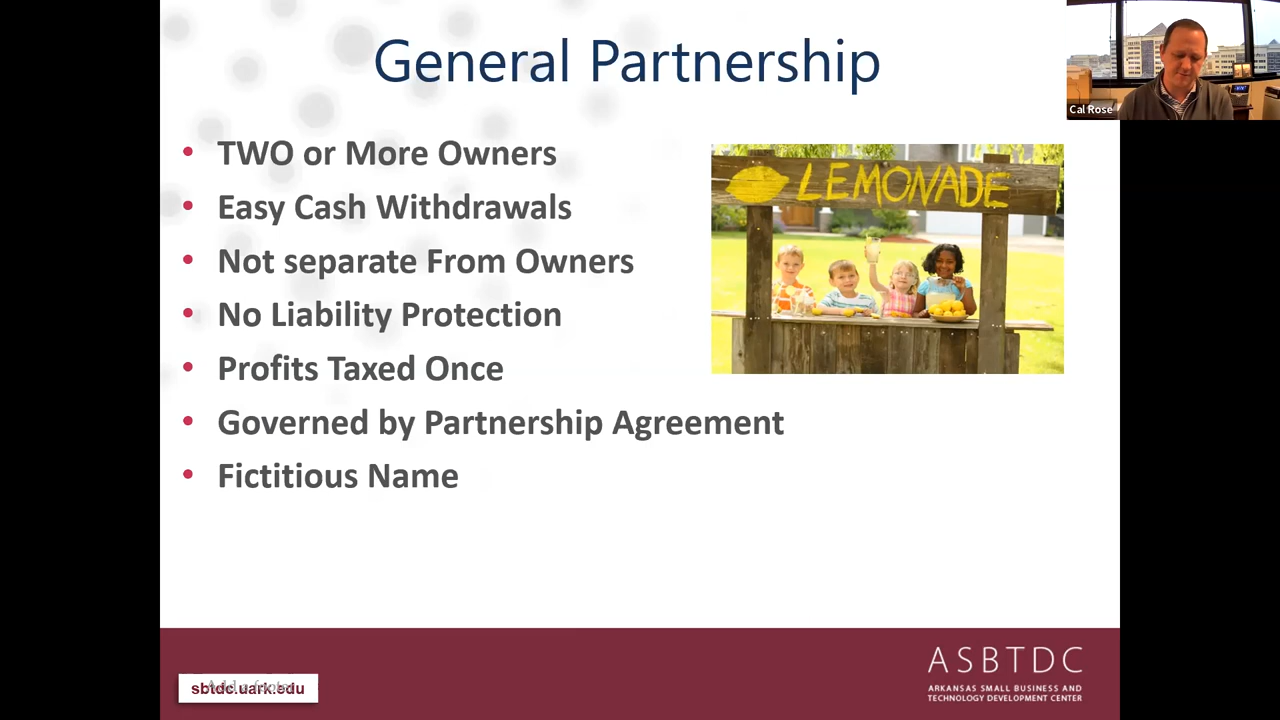 General Partnership
Cal Rose
• TWO or More Owners
• Easy Cash Withdrawals
• Not separate From Owners
• No Liability Protection
• Profits Taxed Once
• Governed by Partnership Agreement
• Fictitious Name
LEMONADE
sbtdc.uark.edu
Add a footer
ASBTDC
ARKANSAS SMALL BUSINESS AND
TECHNOLOGY DEVELOPMENT CENTER